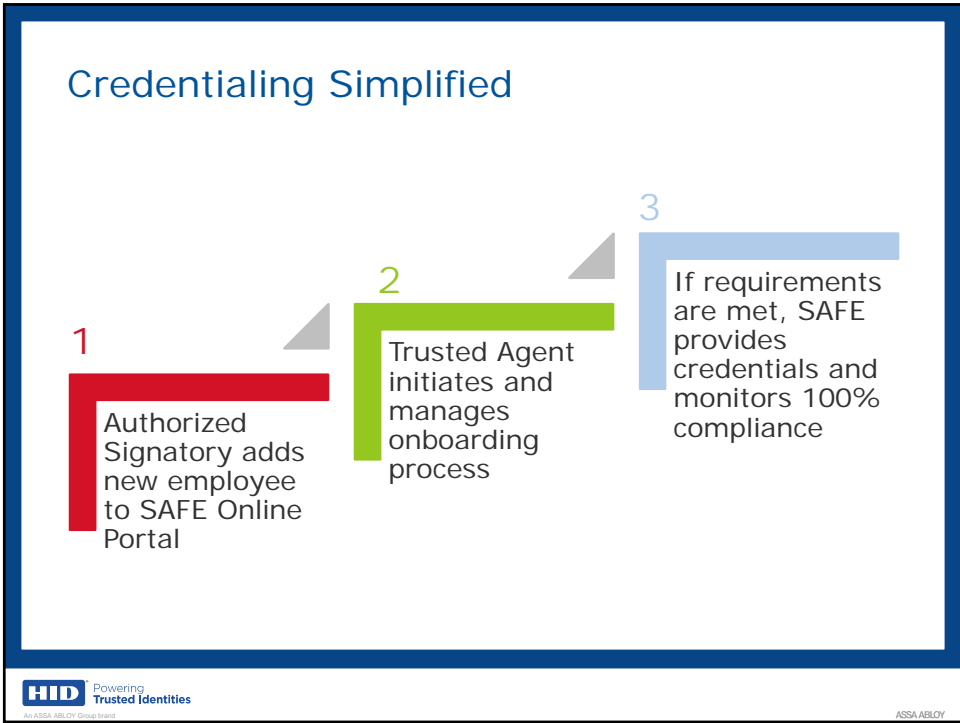 Credentialing Simplified
1
Authorized
Signatory adds
new employee
to SAFE Online
Portal
2
Trusted Agent
initiates and
manages
onboarding
process
3
If requirements
are met, SAFE
provides
credentials and
monitors 100%
compliance
HID
Powering
Trusted Identities
An ASSA ABLOY Group brand
ASSA ABLOY